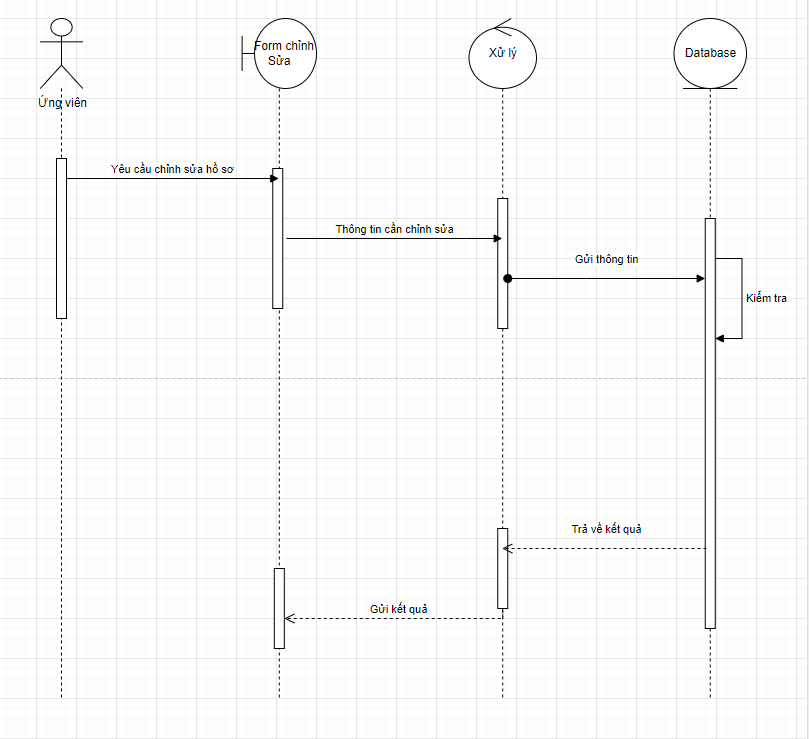 Form chỉnh
Sửa
Xử lý
Database
Ứng viên
Yêu cầu chỉnh sửa hồ sơ
Thông tin cần chỉnh sửa
Gửi thông tin
Kiểm tra
Trả về kết quả
Gửi kết quả